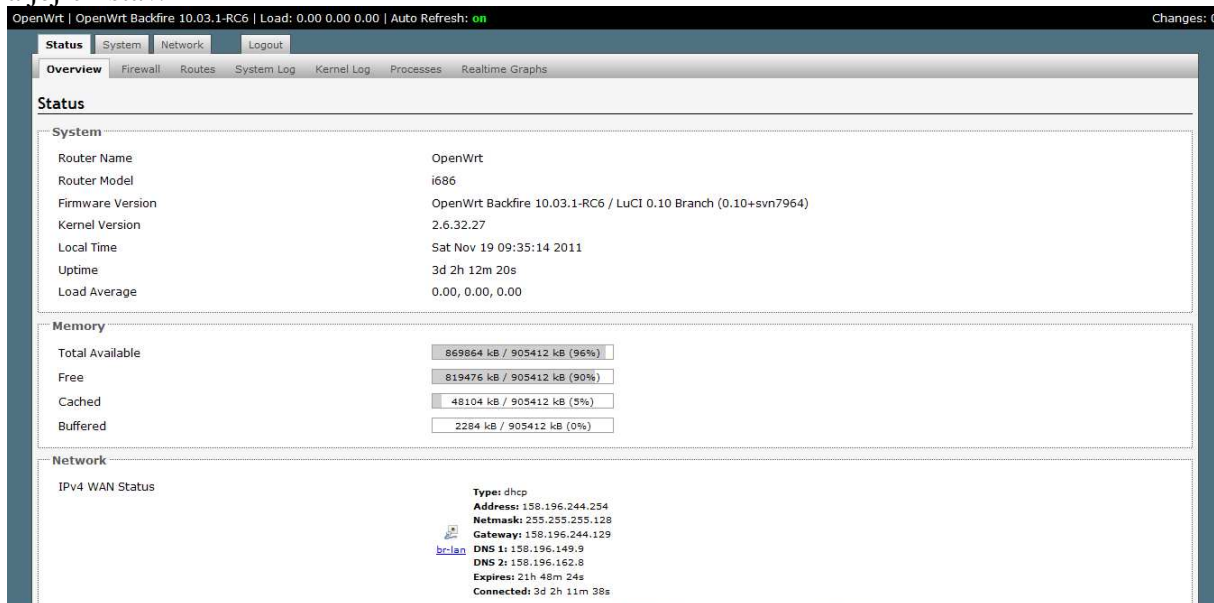 OpenWrt | OpenWrt Backfire 10.03.1-RC6 | Load: 0.00 0.00 0.00 | Auto Refresh: on Changes:
Status System Network Logout
Overview Firewall Routes System Log Kernel Log Processes Realtime Graphs
Status
System
Router Name OpenWrt
Router Model i686
Firmware Version OpenWrt Backfire 10.03.1-RC6 / LuCI 0.10 Branch (0.10+svn7964)
Kernel Version 2.6.32.27
Local Time Sat Nov 19 09:35:14 2011
Uptime 3d 2h 12m 20s
Load Average 0.00, 0.00, 0.00
Memory
Total Available 869864 kB / 905412 kB (96%)
Free 819476 kB / 905412 kB (90%)
Cached 48104 kB / 905412 kB (5%)
Buffered 2284 kB / 905412 kB (0%)
Network
IPv4 WAN Status
Type: dhcp
Address: 158.196.244.254
Netmask: 255.255.255.128
Gateway: 158.196.244.129
br-lan DNS 1: 158.196.149.9
DNS 2: 158.196.162.8
Expires: 21h 48m 24s
Connected: 3d 2h 11m 38s